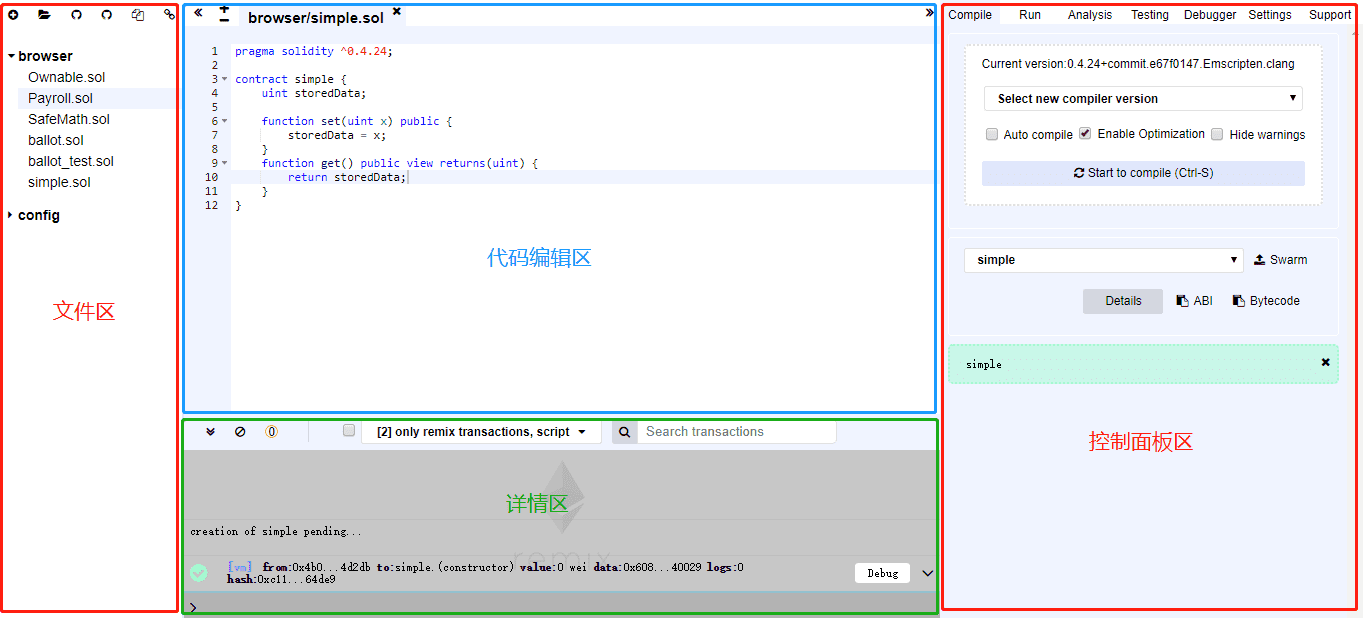 browser
Ownable.sol
Payroll.sol
SafeMath.sol
ballot.sol
ballot_test.sol
simple.sol
config
文件区
browser/simple.sol
1 pragma solidity ^0.4.24;
2
3 contract simple {
4 uint storedData;
5
6 function set(uint x) public {
7 storedData = x;
8 }
9 function get() public view returns(uint) {
10 return storedData;
11 }
12 }
代码编辑区
0 [2] only remix transactions, script Search transactions
详情区
creation of simple pending...
remix
[vm] from:0x4b0...4d2db to:simple.(constructor) value:0 wei data:0x608...40029 logs:0
hash:0xc11...64de9
Debug
>
Compile Run Analysis Testing Debugger Settings Support
Current version:0.4.24+commit.e67f0147.Emscripten.clang
Select new compiler version
Auto compile Enable Optimization Hide warnings
Start to compile (Ctrl-S)
simple Swarm
Details ABI Bytecode
simple
控制面板区